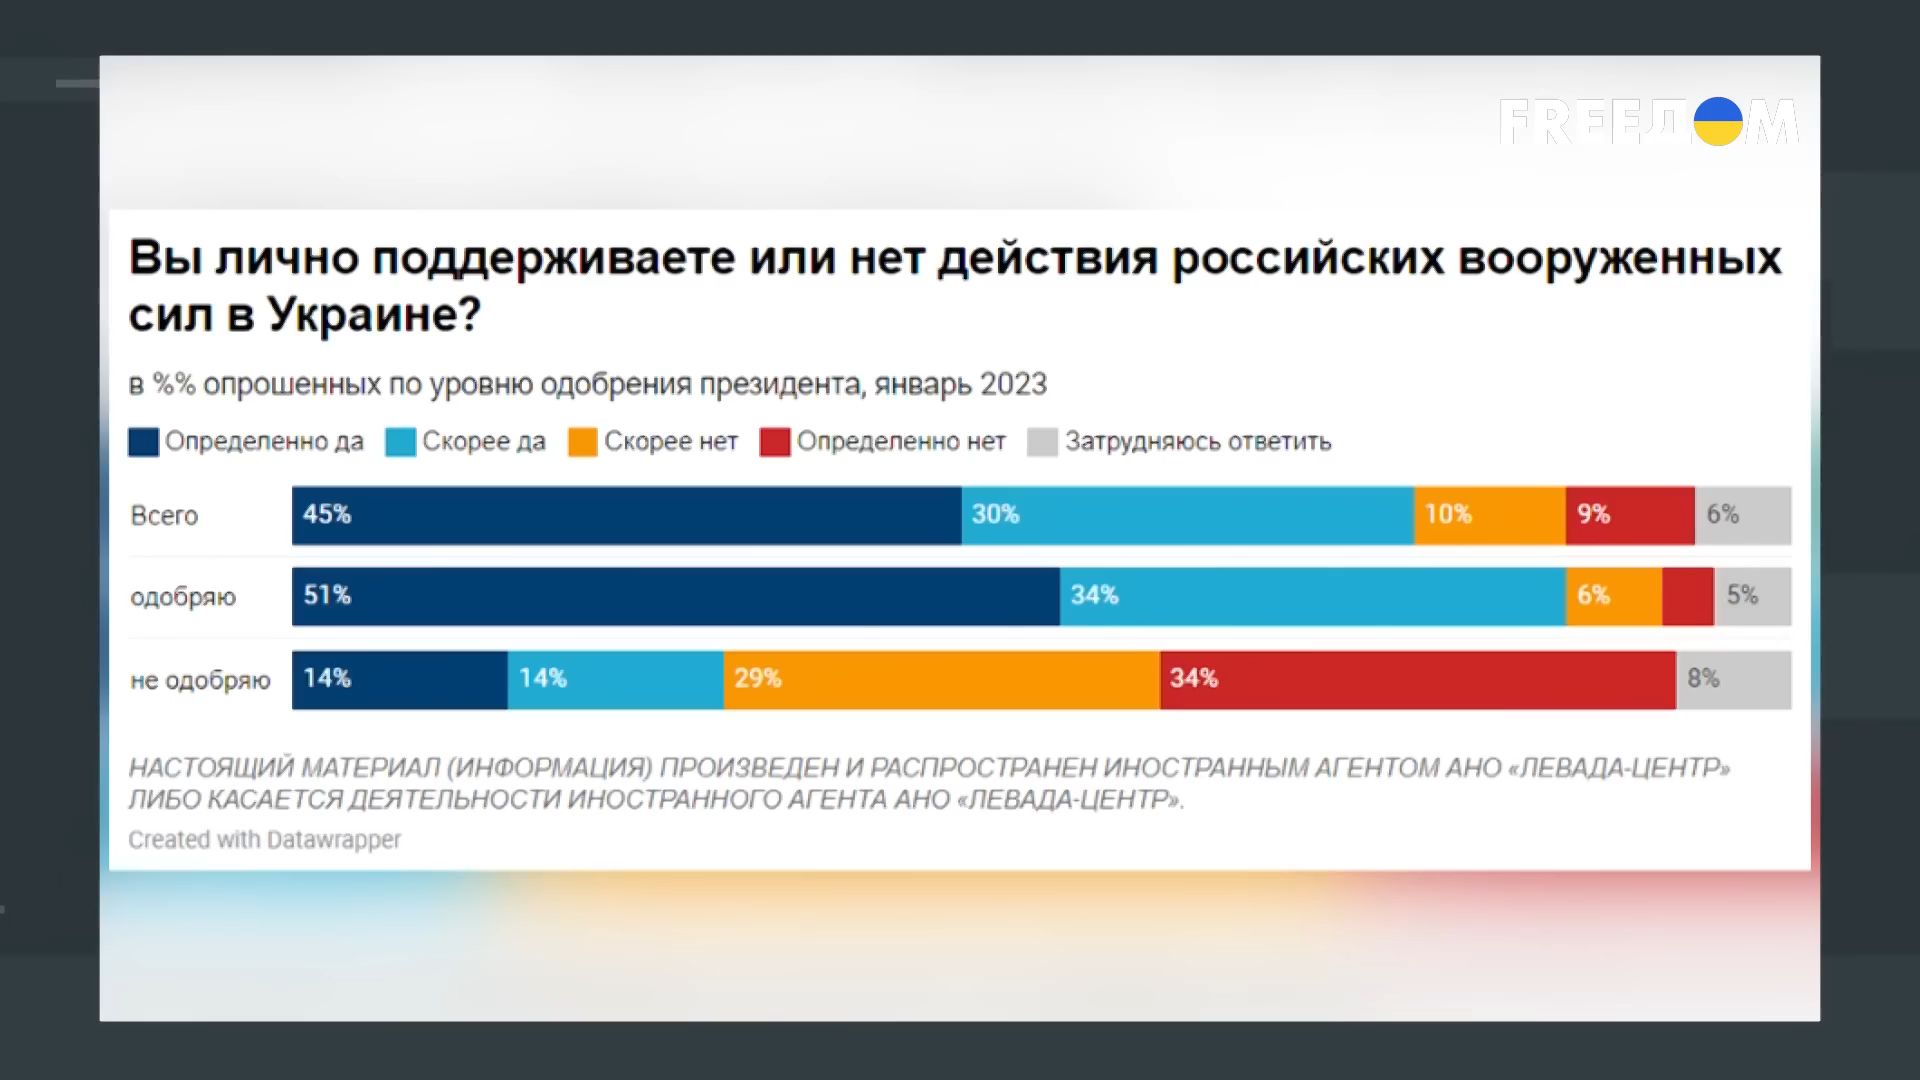 FREEДOM
Вы лично поддерживаете или нет действия российских вооруженных
сил в Украине?
в %% опрошенных по уровню одобрения президента, январь 2023
Определенно да Скорее да Скорее нет Определенно нет Затрудняюсь ответить
Всего 45% 30% 10% 9% 6%
одобряю 51% 34% 6% 5%
не одобряю 14% 14% 29% 34% 8%
НАСТОЯЩИЙ МАТЕРИАЛ (ИНФОРМАЦИЯ) ПРОИЗВЕДЕН И РАСПРОСТРАНЕН ИНОСТРАННЫМ АГЕНТОМ АНО «ЛЕВАДА-ЦЕНТР»
ЛИБО КАСАЕТСЯ ДЕЯТЕЛЬНОСТИ ИНОСТРАННОГО АГЕНТА АНО «ЛЕВАДА-ЦЕНТР».
Created with Datawrapper